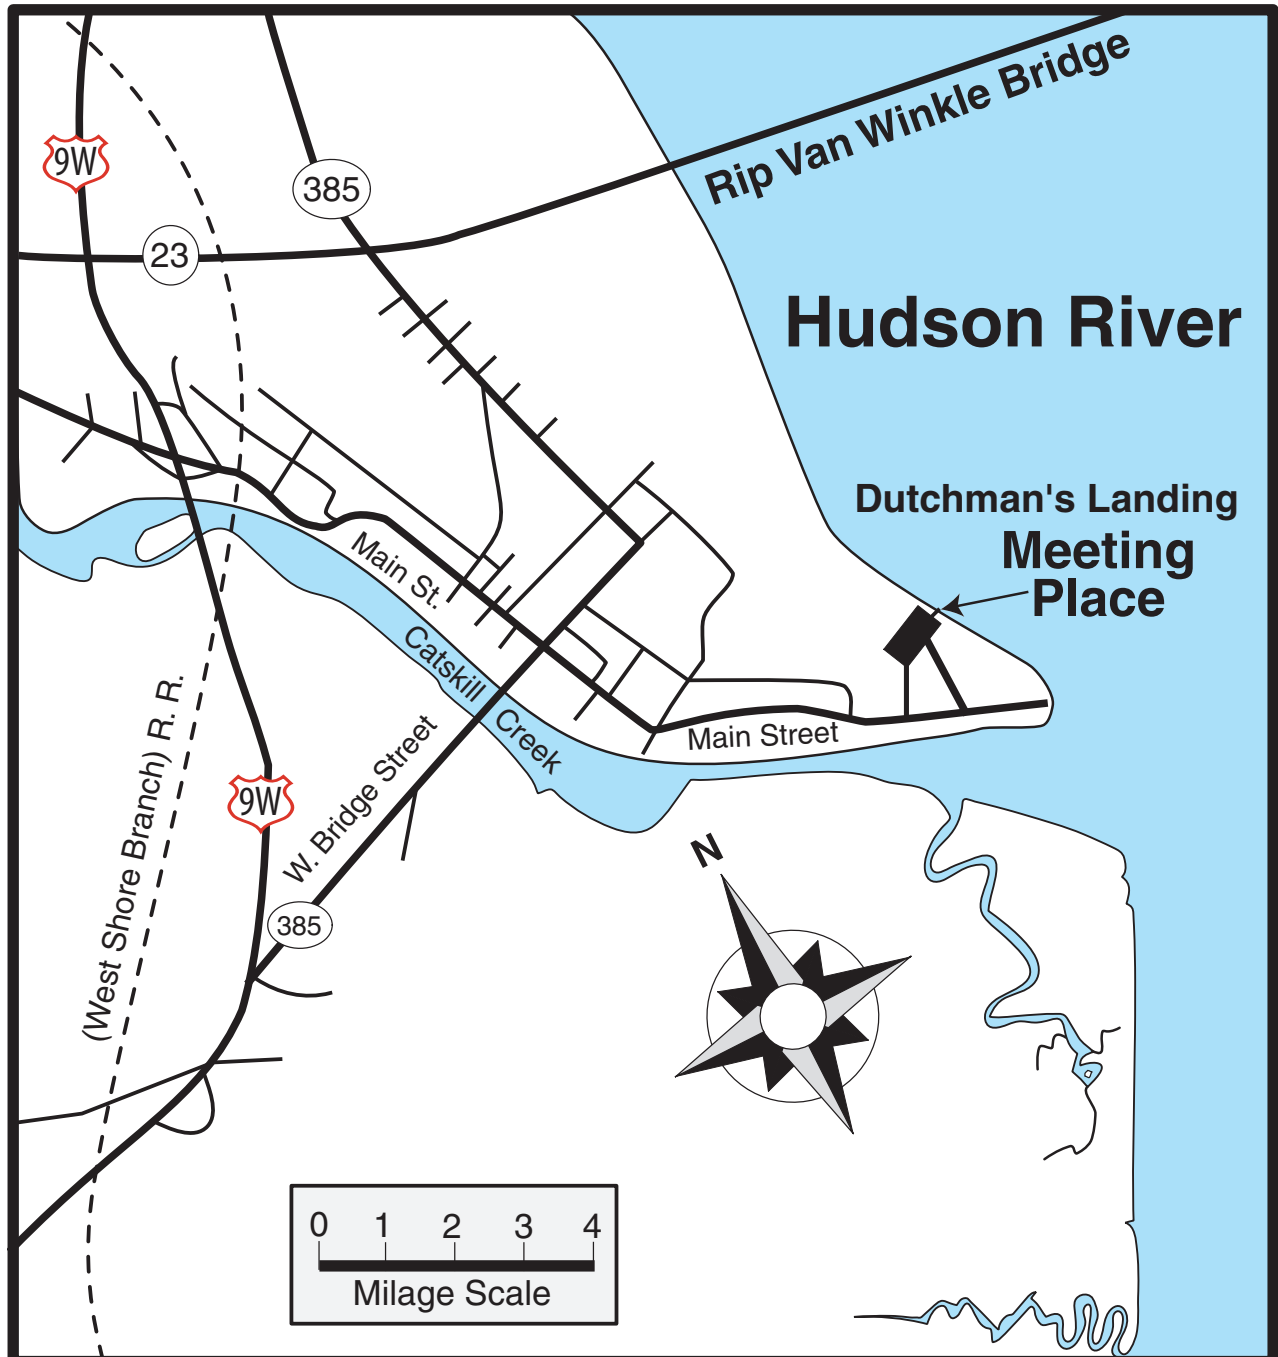 Rip Van Winkle Bridge
9W
385
23
Hudson River
Dutchman's Landing
Meeting
Place
Main St.
Catskill
Creek
Main Street
W. Bridge Street
(West Shore Branch) R. R.
9W
385
N
0 1 2 3 4
Milage Scale